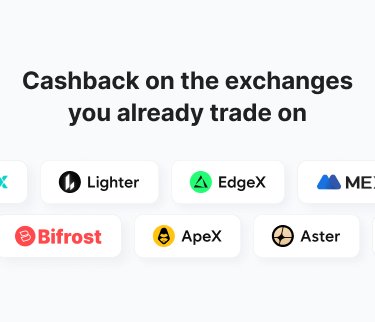 Cashback on the exchanges
you already trade on
Lighter EdgeX
Bifrost ApeX Aster